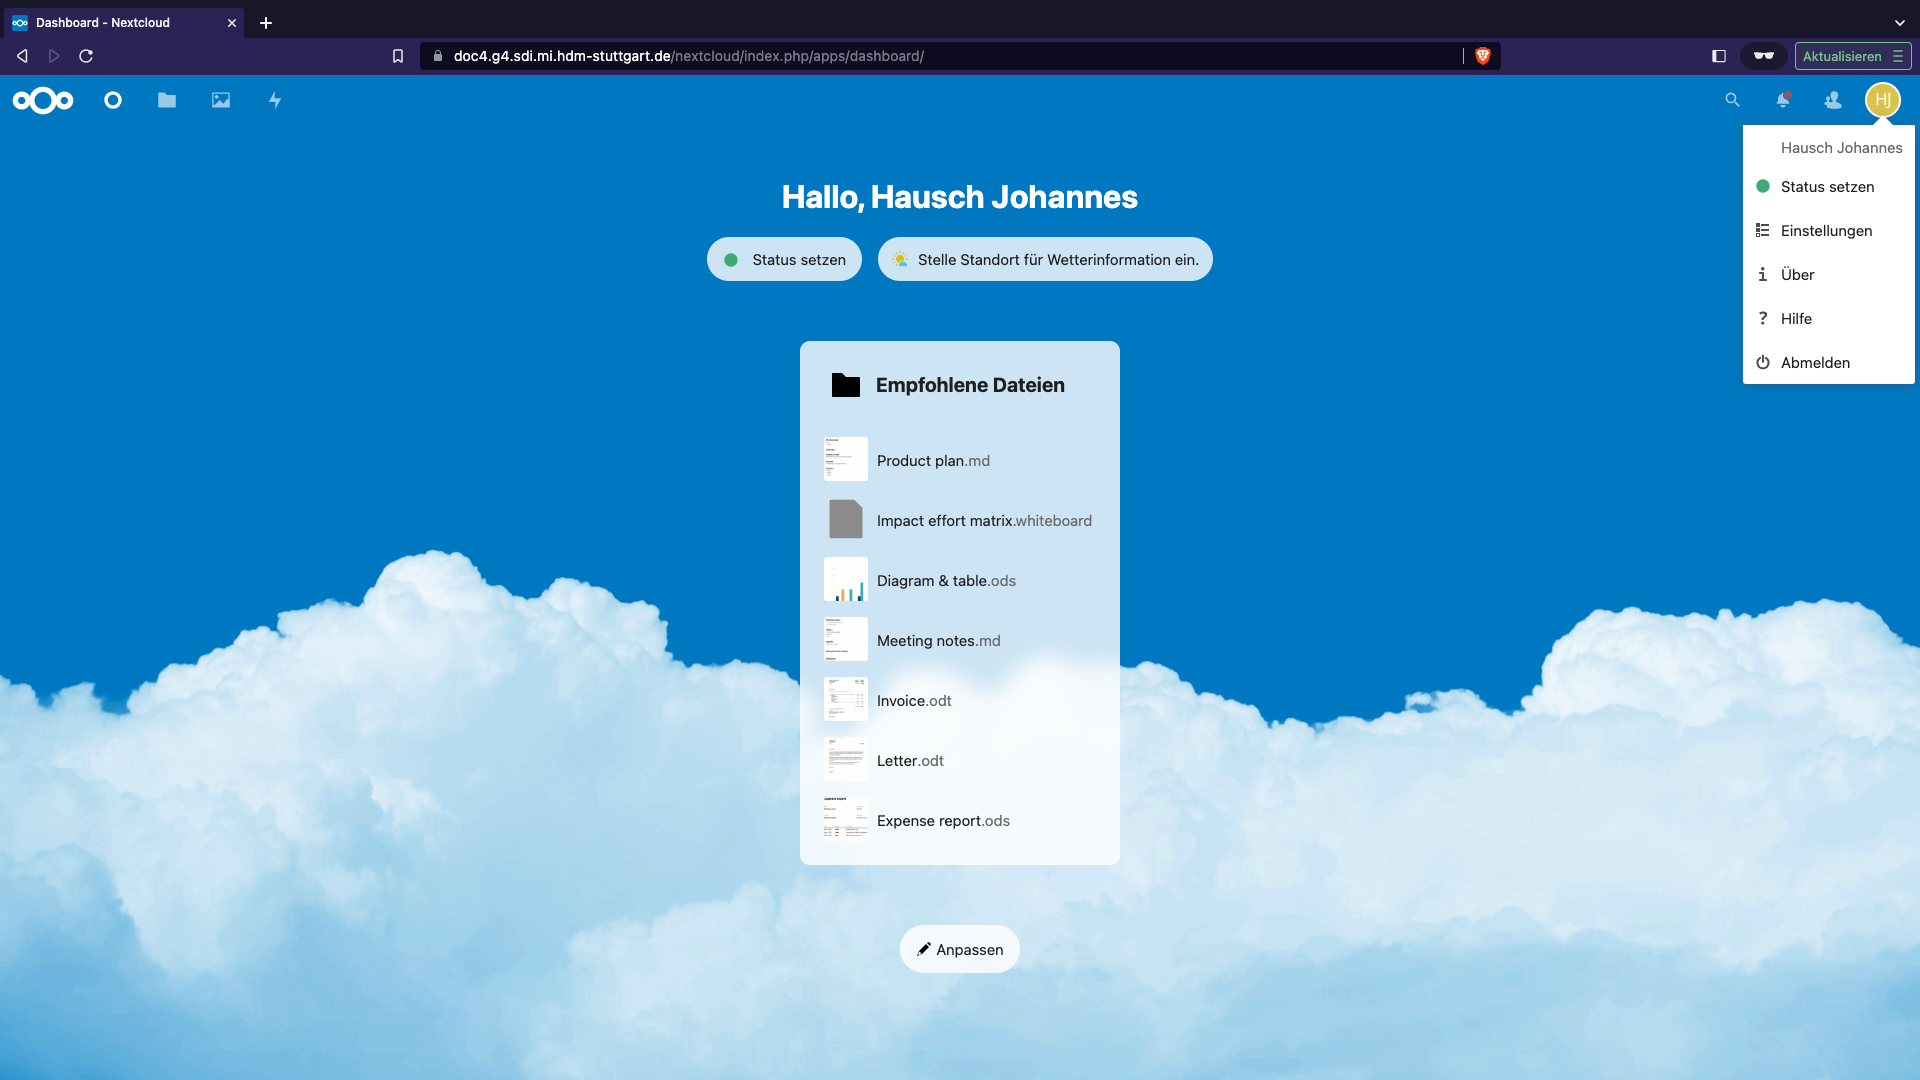 Dashboard - Nextcloud
doc4.g4.sdi.mi.hdm-stuttgart.de/nextcloud/index.php/apps/dashboard/
Aktualisieren
HJ
Hausch Johannes
Status setzen
Einstellungen
Über
Hilfe
Abmelden
Hallo, Hausch Johannes
Status setzen
Stelle Standort für Wetterinformation ein.
Empfohlene Dateien
Product plan.md
Impact effort matrix.whiteboard
Diagram & table.ods
Meeting notes.md
Invoice.odt
Letter.odt
Expense report.ods
Anpassen